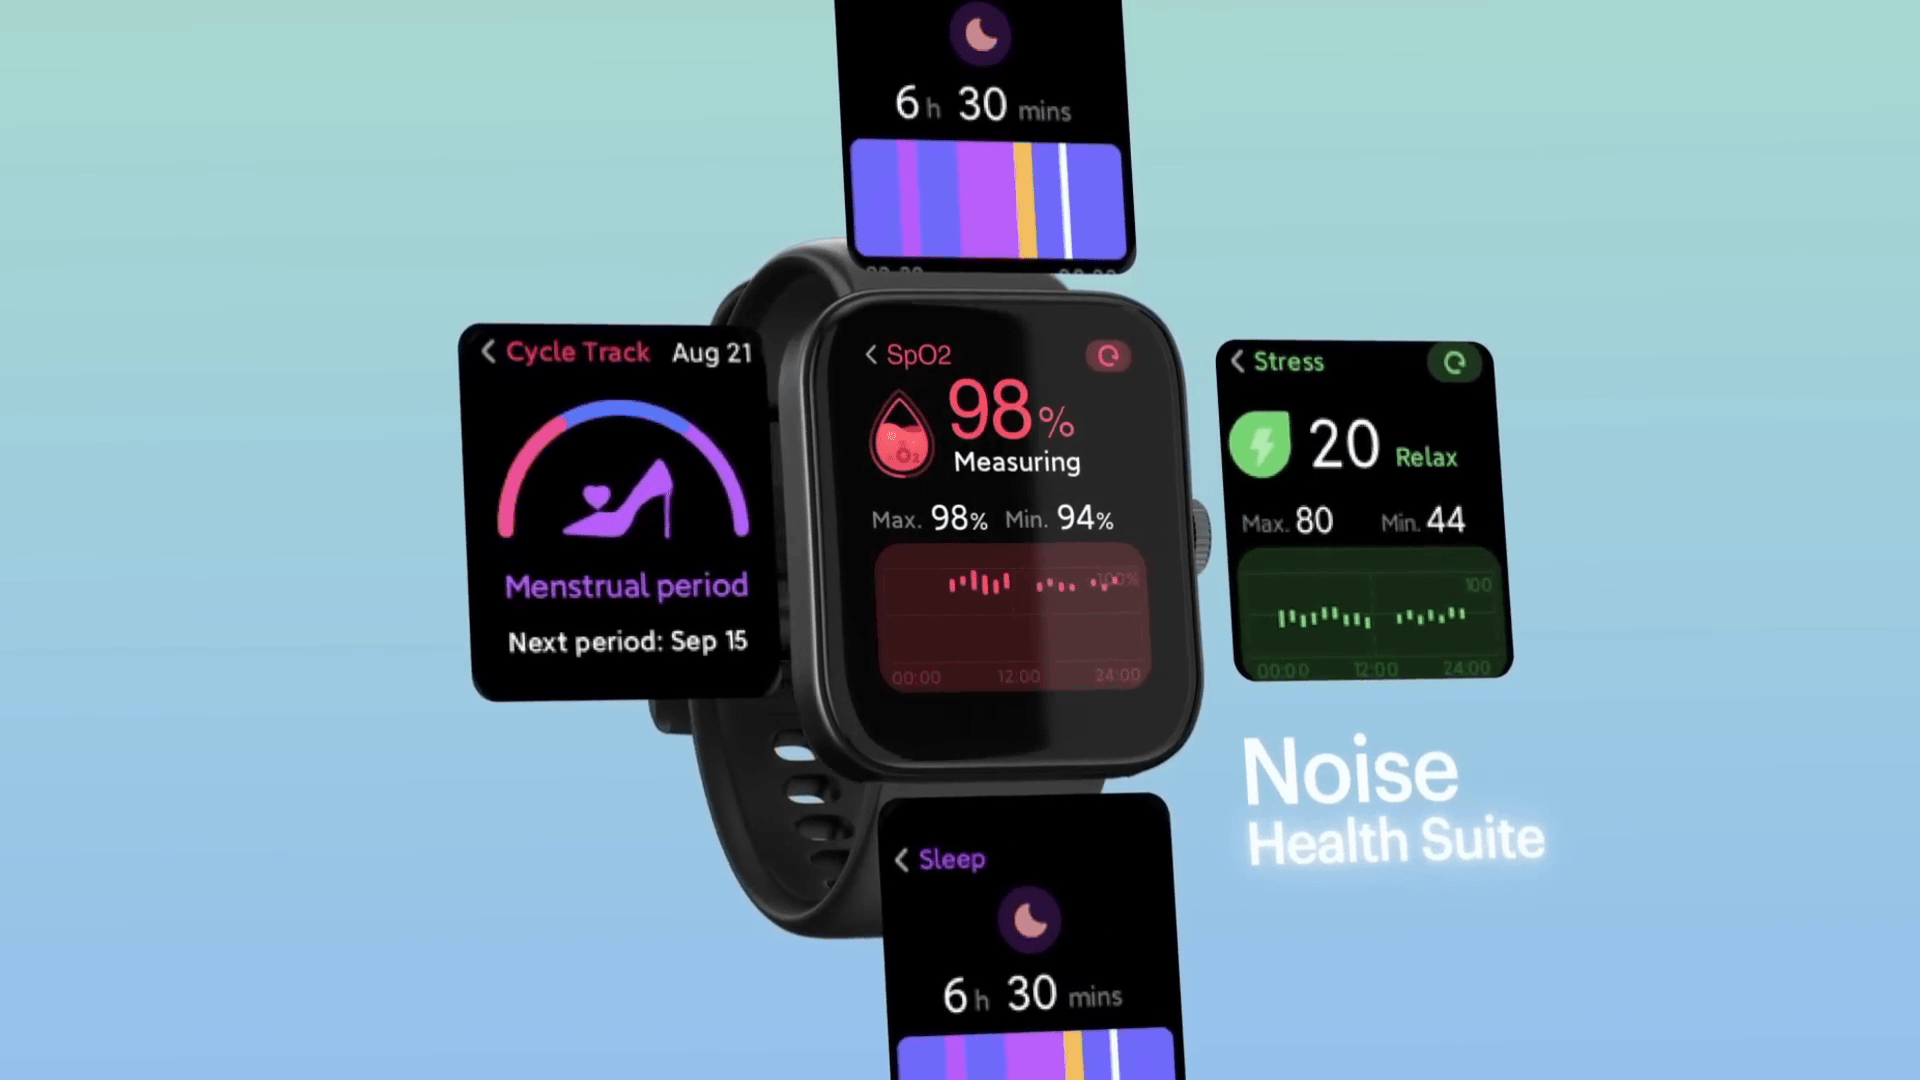 6 h 30 mins
Cycle Track Aug 21
Menstrual period
Next period: Sep 15
SpO2
98%
Measuring
Max. 98% Min. 94%
100%
00:00 12:00 24:00
O₂
Stress
20 Relax
Max. 80 Min. 44
100
00:00 12:00 24:00
Noise
Health Suite
Sleep
6 h 30 mins